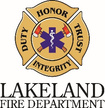 HONOR
DUTY
TRUST
INTEGRITY
LAKELAND
FIRE DEPARTMENT